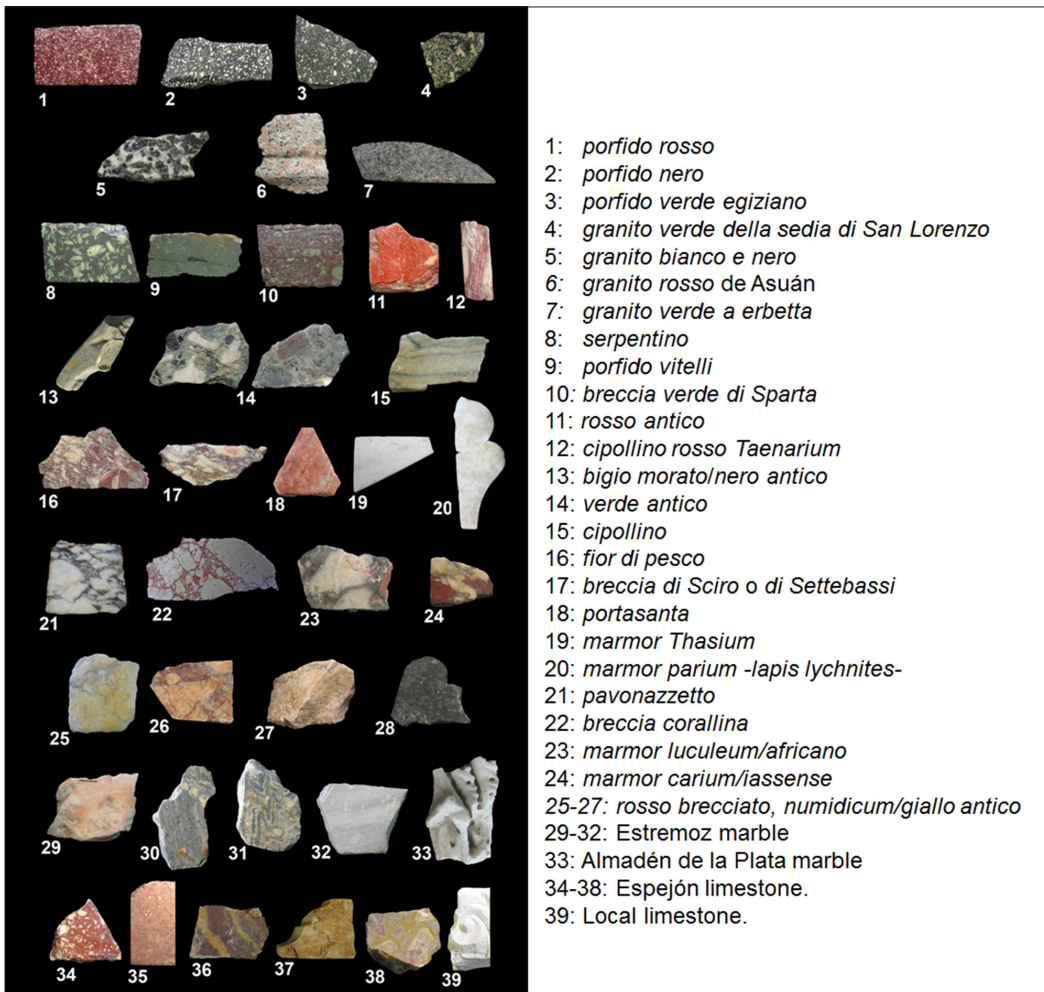 1
2
3
4
5
6
7
8
9
10
11
12
13
14
15
16
17
18
19
20
21
22
23
24
25
26
27
28
29
30
31
32
33
34
35
36
37
38
39
1: porfido rosso
2: porfido nero
3: porfido verde egiziano
4: granito verde della sedia di San Lorenzo
5: granito bianco e nero
6: granito rosso de Asuán
7: granito verde a erbetta
8: serpentino
9: porfido vitelli
10: breccia verde di Sparta
11: rosso antico
12: cipollino rosso Taenarium
13: bigio morato/nero antico
14: verde antico
15: cipollino
16: fior di pesco
17: breccia di Sciro o di Settebassi
18: portasanta
19: marmor Thasium
20: marmor parium -lapis lychnites-
21: pavonazzetto
22: breccia corallina
23: marmor luculeum/africano
24: marmor carium/iassense
25-27: rosso brecciato, numidicum/giallo antico
29-32: Estremoz marble
33: Almadén de la Plata marble
34-38: Espejón limestone.
39: Local limestone.